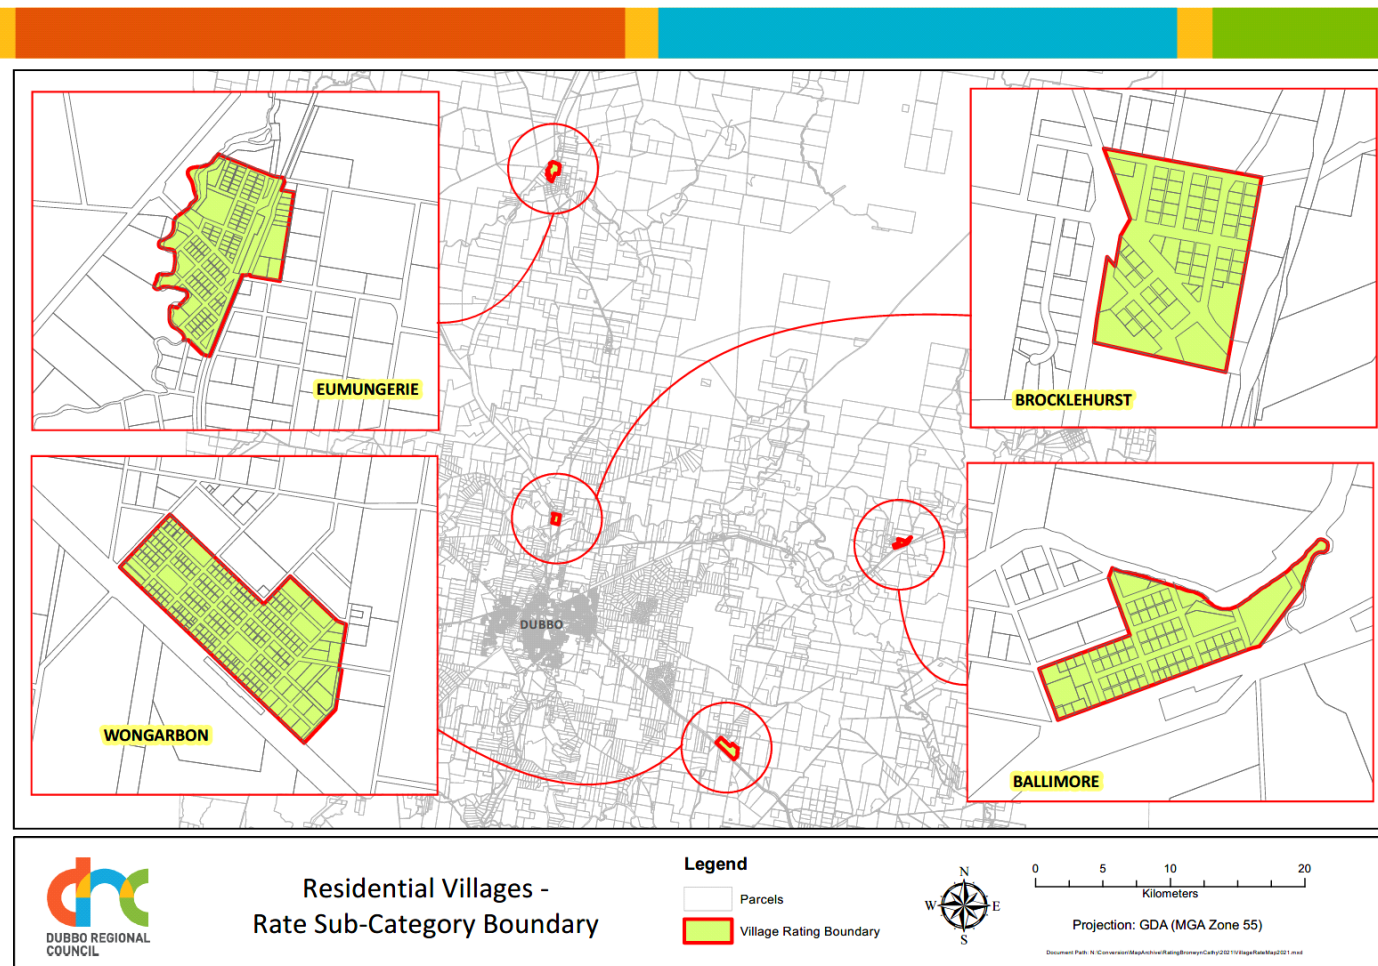 EUMUNGERIE
BROCKLEHURST
DUBBO
WONGARBON
BALLIMORE
DUBBO REGIONAL
COUNCIL
Residential Villages -
Rate Sub-Category Boundary
Legend
Parcels
Village Rating Boundary
N
W
E
S
0 5 10 20
Kilometers
Projection: GDA (MGA Zone 55)